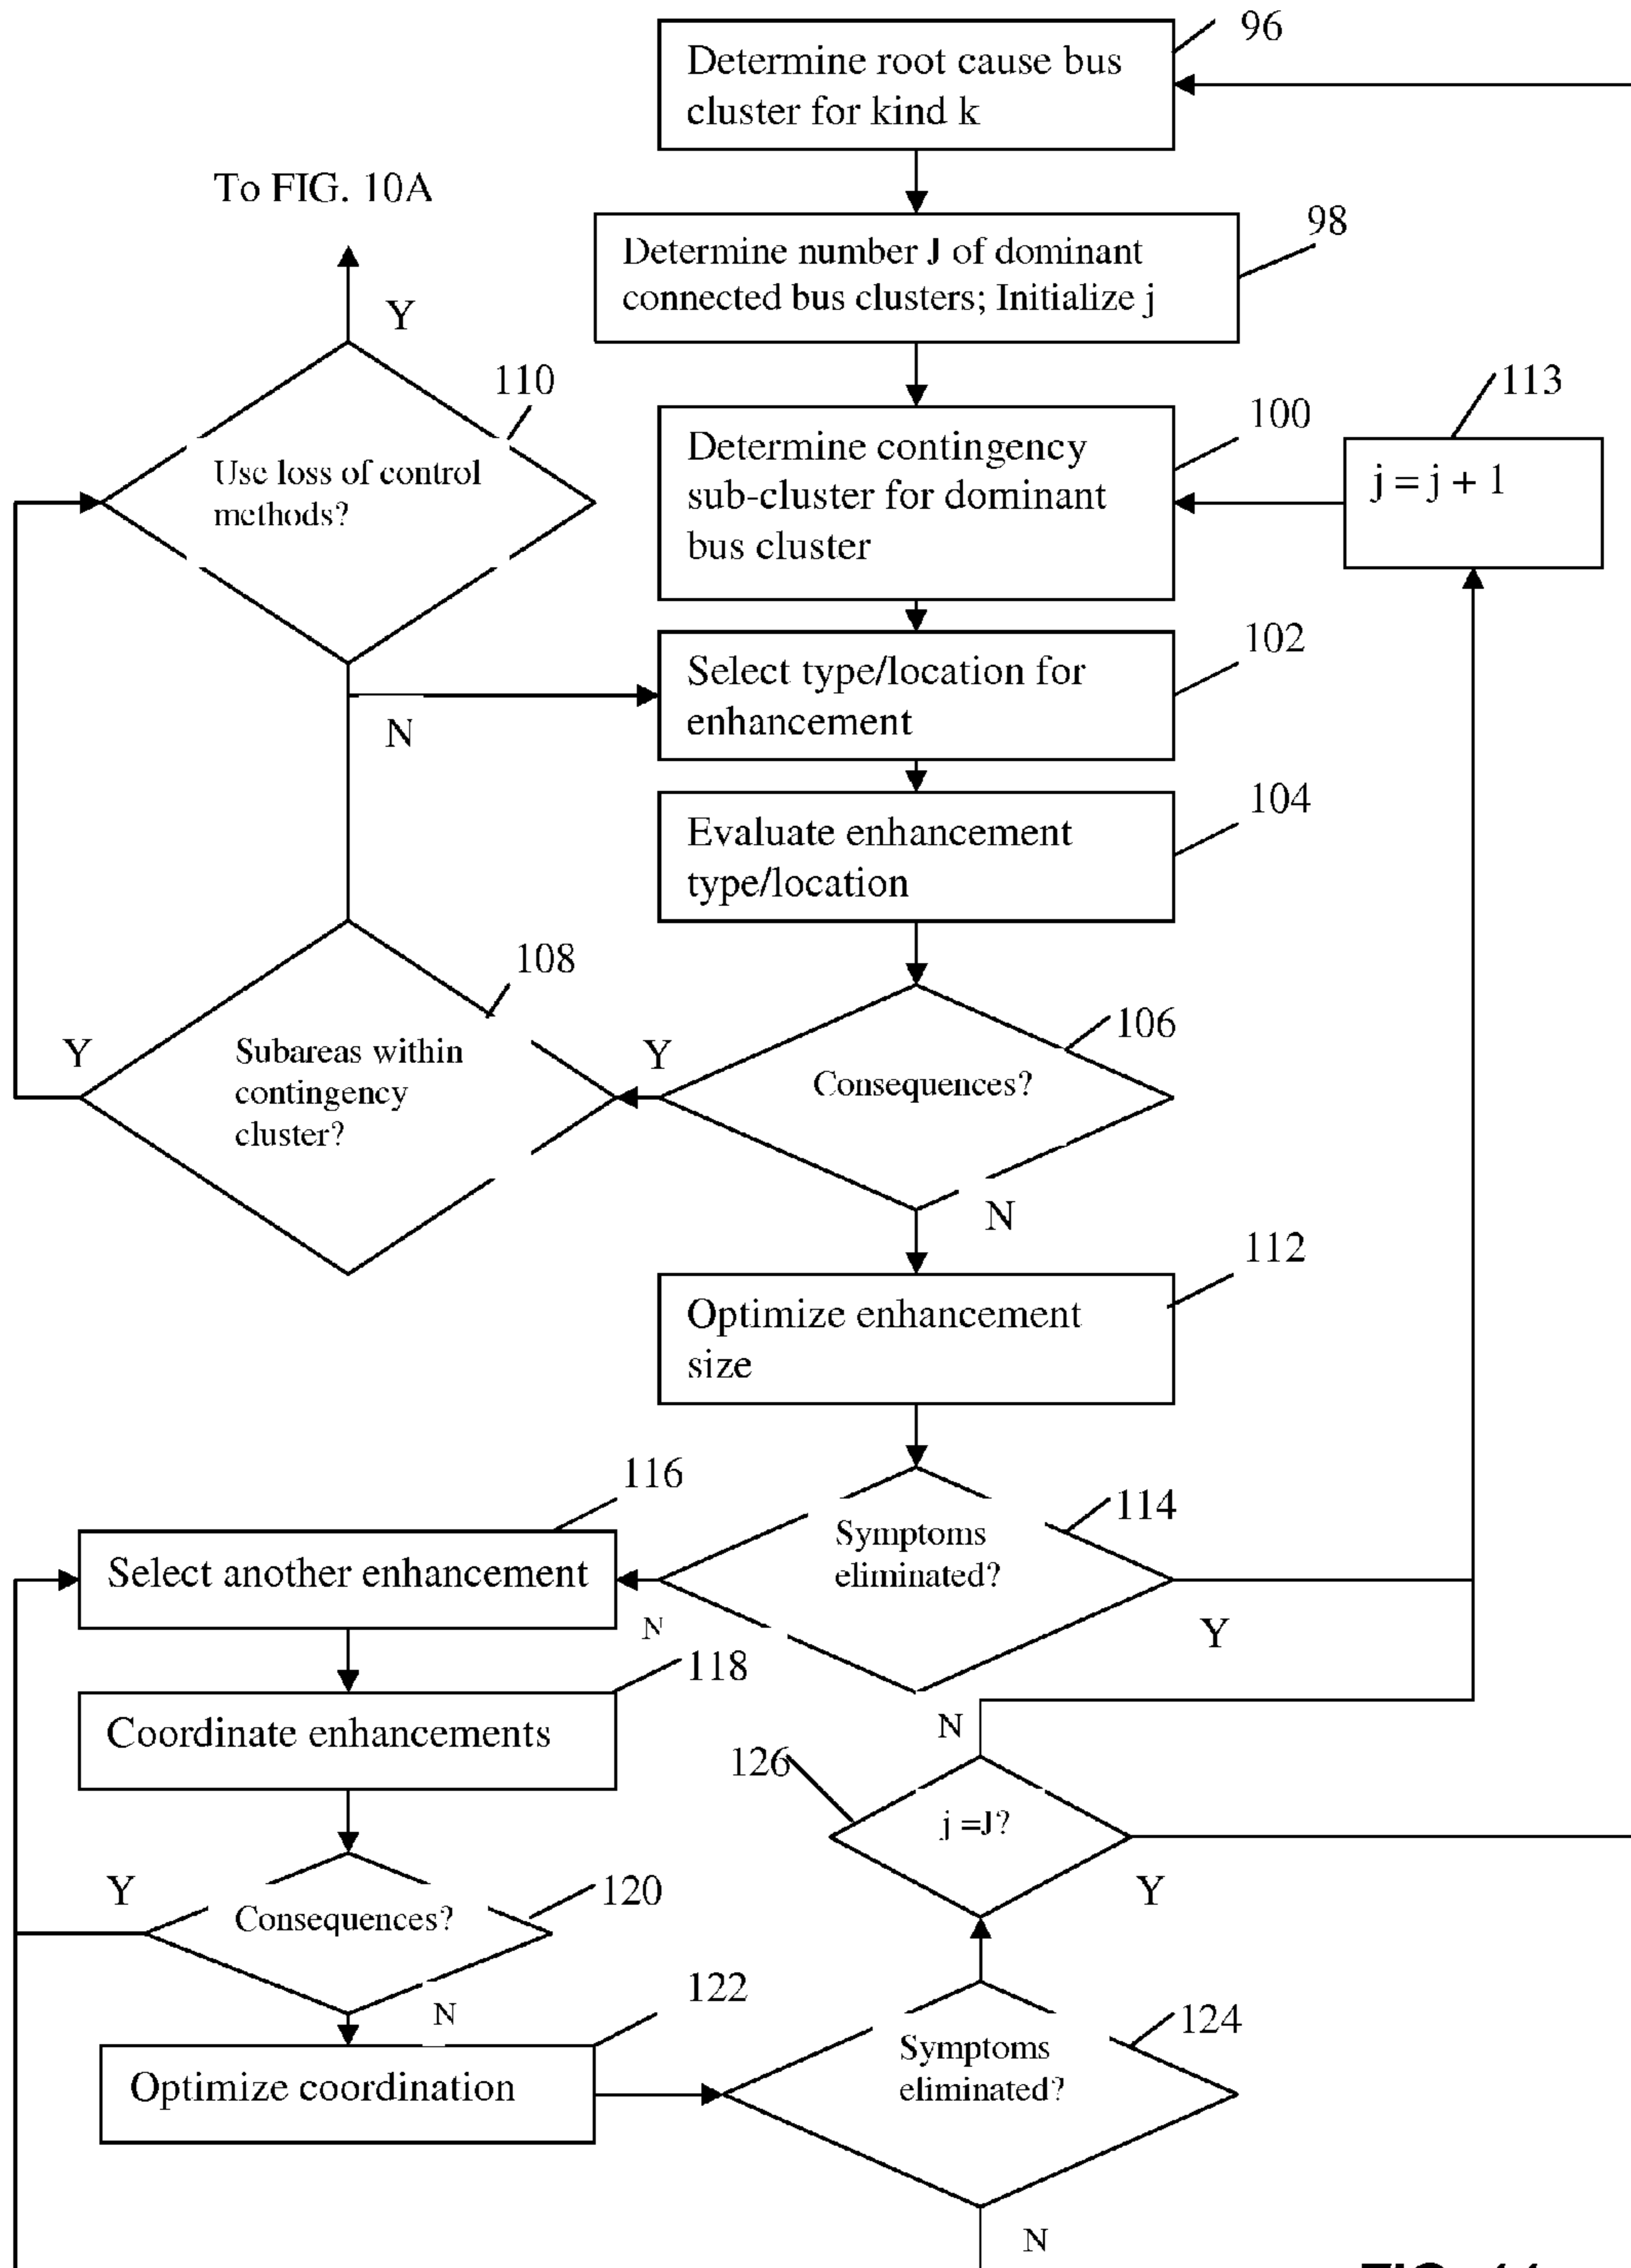 96
Determine root cause bus
cluster for kind k
To FIG. 10A
98
Determine number J of dominant
connected bus clusters; Initialize j
Y
110
113
100
Use loss of control
methods?
Determine contingency
sub-cluster for dominant
bus cluster
j = j + 1
102
Select type/location for
enhancement
N
104
Evaluate enhancement
type/location
108
106
Y
Subareas within
contingency
cluster?
Y
Consequences?
N
112
Optimize enhancement
size
116
114
Symptoms
eliminated?
Select another enhancement
N
Y
118
Coordinate enhancements
N
126
j =J?
Y
120
Y
Consequences?
122
N
124
Symptoms
eliminated?
Optimize coordination
N